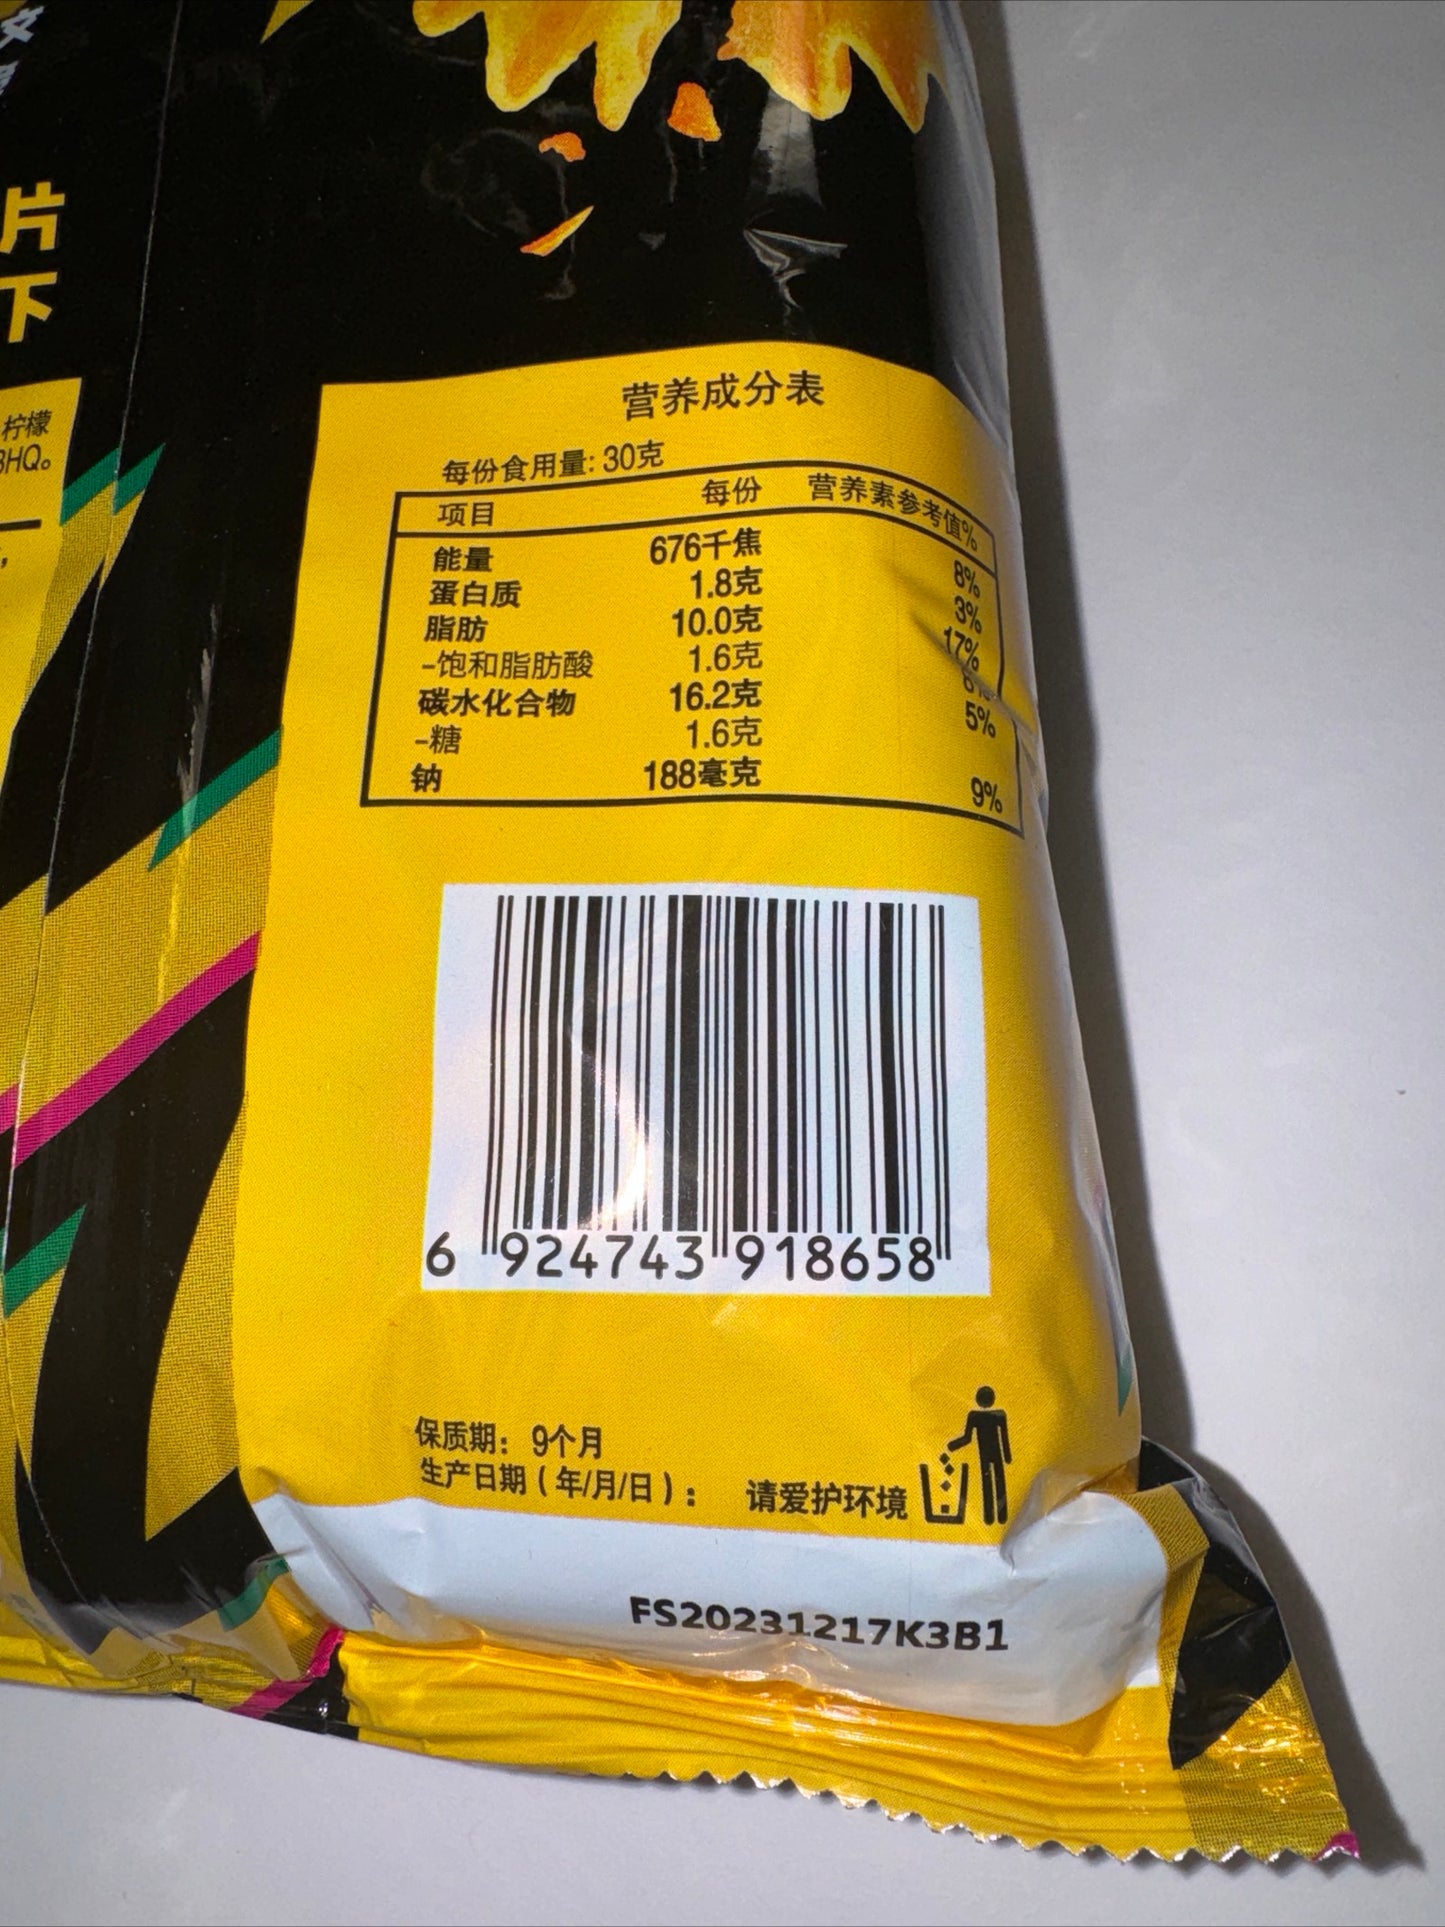 片
下
柠檬
BHQ。
营养成分表
每份食用量: 30克
项目 每份 营养素参考值%
能量 676千焦 8%
蛋白质 1.8克 3%
脂肪 10.0克 17%
-饱和脂肪酸 1.6克
碳水化合物 16.2克 5%
-糖 1.6克
钠 188毫克 9%
6 924743 918658
保质期：9个月
生产日期（年/月/日）：
请爱护环境
FS20231217K3B1